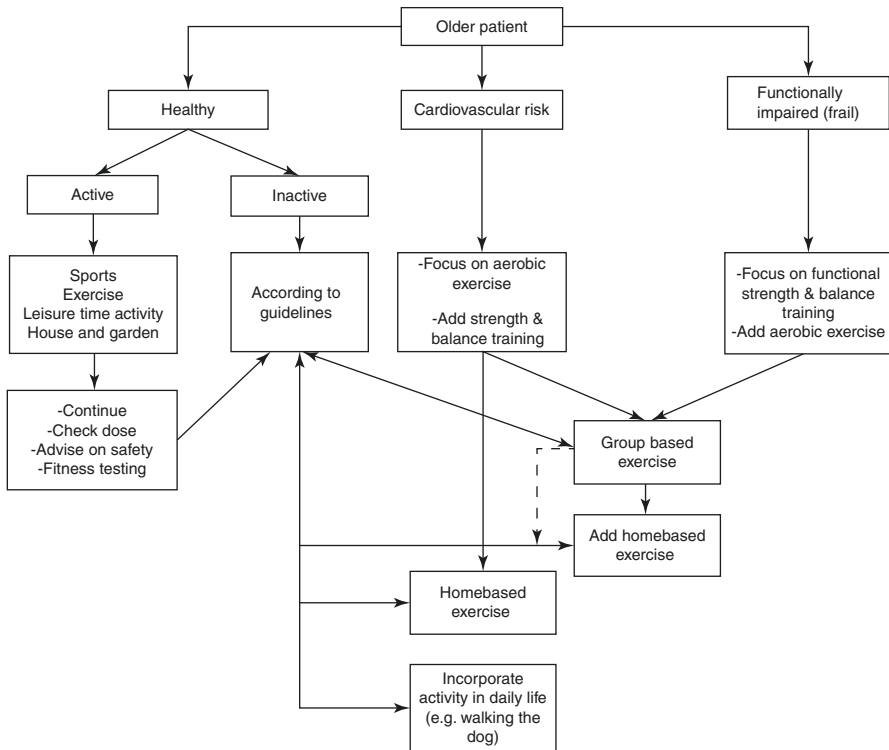 Older patient
Healthy
Cardiovascular risk
Functionally
impaired (frail)
Active
Inactive
Sports
Exercise
Leisure time activity
House and garden
According to
guidelines
-Focus on aerobic
exercise
-Add strength &
balance training
-Focus on functional
strength & balance
training
-Add aerobic exercise
-Continue
-Check dose
-Advise on safety
-Fitness testing
Group based
exercise
Add homebased
exercise
Homebased
exercise
Incorporate
activity in daily life
(e.g. walking the
dog)